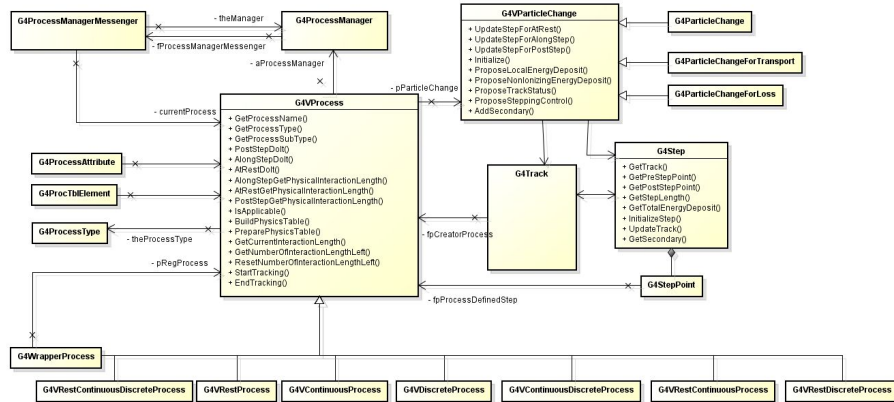 G4ProcessManagerMessenger
- theManager
- fProcessManagerMessenger
G4ProcessManager
- aProcessManager
- currentProcess
G4VProcess
+ GetProcessName()
+ GetProcessType()
+ GetProcessSubType()
+ PostStepDoIt()
+ AlongStepDoIt()
+ AtRestDoIt()
+ AlongStepGetPhysicalInteractionLength()
+ AtRestGetPhysicalInteractionLength()
+ PostStepGetPhysicalInteractionLength()
+ IsApplicable()
+ BuildPhysicsTable()
+ PreparePhysicsTable()
+ GetCurrentInteractionLength()
+ GetNumberOfInteractionLengthLeft()
+ ResetNumberOfInteractionLengthLeft()
+ StartTracking()
+ EndTracking()
- pParticleChange
G4VParticleChange
+ UpdateStepForAtRest()
+ UpdateStepForAlongStep()
+ UpdateStepForPostStep()
+ Initialize()
+ ProposeLocalEnergyDeposit()
+ ProposeNonIonizingEnergyDeposit()
+ ProposeTrackStatus()
+ ProposeSteppingControl()
+ AddSecondary()
G4ParticleChange
G4ParticleChangeForTransport
G4ParticleChangeForLoss
G4ProcessAttribute
G4ProcTblElement
G4ProcessType
- theProcessType
- pRegProcess
G4Track
- fpCreatorProcess
G4Step
+ GetTrack()
+ GetPreStepPoint()
+ GetPostStepPoint()
+ GetStepLength()
+ GetTotalEnergyDeposit()
+ InitializeStep()
+ UpdateTrack()
+ GetSecondary()
G4StepPoint
- fpProcessDefinedStep
G4WrapperProcess
G4VRestContinuousDiscreteProcess
G4VRestProcess
G4VContinuousProcess
G4VDiscreteProcess
G4VContinuousDiscreteProcess
G4VRestContinuousProcess
G4VRestDiscreteProcess